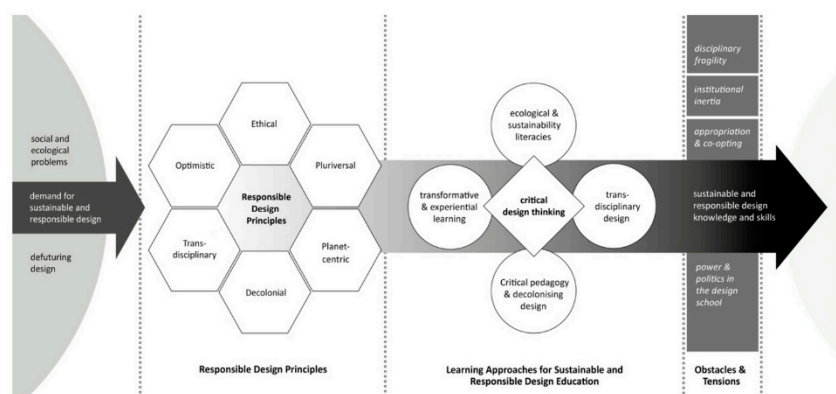 social and
ecological
problems
demand for
sustainable and
responsible design
defuturing
design
Ethical
Optimistic
Pluriversal
Responsible
Design
Principles
Trans-
disciplinary
Planet-
centric
Decolonial
Responsible Design Principles
ecological &
sustainability
literacies
transformative
& experiential
learning
critical
design thinking
trans-
disciplinary
design
Critical pedagogy
& decolonising
design
Learning Approaches for Sustainable and
Responsible Design Education
disciplinary
fragility
institutional
inertia
appropriation
& co-opting
sustainable and
responsible design
knowledge and skills
power &
politics in
the design
school
Obstacles &
Tensions